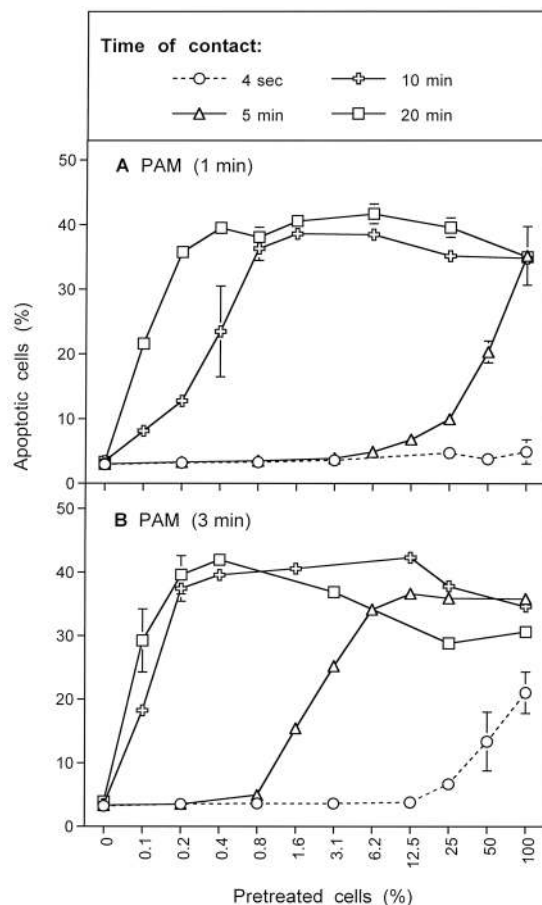 Time of contact:
4 sec 10 min
5 min 20 min
A PAM (1 min)
50
40
30
20
10
0
Apoptotic cells (%)
B PAM (3 min)
50
40
30
20
10
0
0 0.1 0.2 0.4 0.8 1.6 3.1 6.2 12.5 25 50 100
Pretreated cells (%)